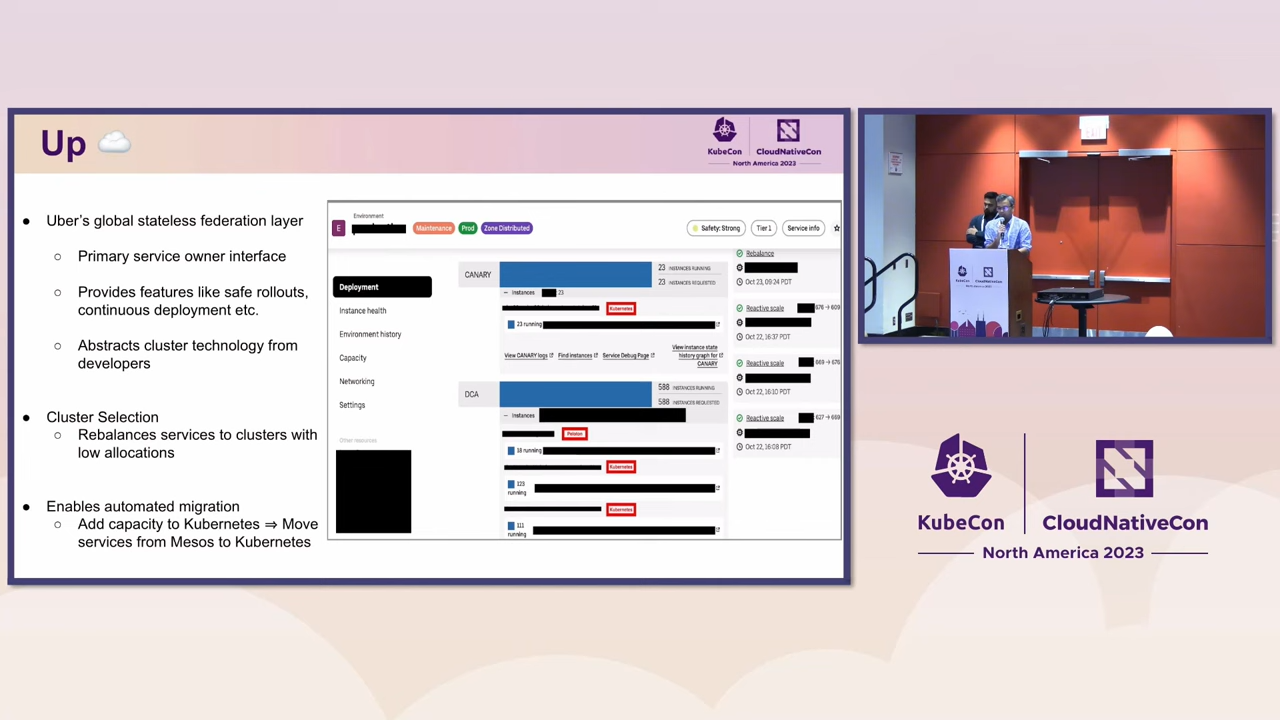 Up
KubeCon
CloudNativeCon
North America 2023
Uber's global stateless federation layer
Primary service owner interface
Provides features like safe rollouts,
continuous deployment etc.
Abstracts cluster technology from
developers
Cluster Selection
Rebalances services to clusters with
low allocations
Enables automated migration
Add capacity to Kubernetes ⇒ Move
services from Mesos to Kubernetes
Environment
E
Maintenance
Prod
Zone Distributed
Safety: Strong
Tier 1
Service info
Deployment
Instance health
Environment history
Capacity
Networking
Settings
Other resources
CANARY
23 INSTANCES RUNNING
23 INSTANCES REQUESTED
Instances
23
Kubernetes
23 running
View CANARY logs
Find instances
Service Debug Page
View instance state
history graph for
CANARY
DCA
588 INSTANCES RUNNING
588 INSTANCES REQUESTED
Instances
Peloton
18 running
Kubernetes
123
running
Kubernetes
111
running
Rebalance
Oct 23, 09:24 PDT
Reactive scale
Oct 22, 16:37 PDT
Reactive scale
Oct 22, 16:10 PDT
Reactive scale
Oct 22, 16:08 PDT
KubeCon
CloudNativeCon
North America 2023